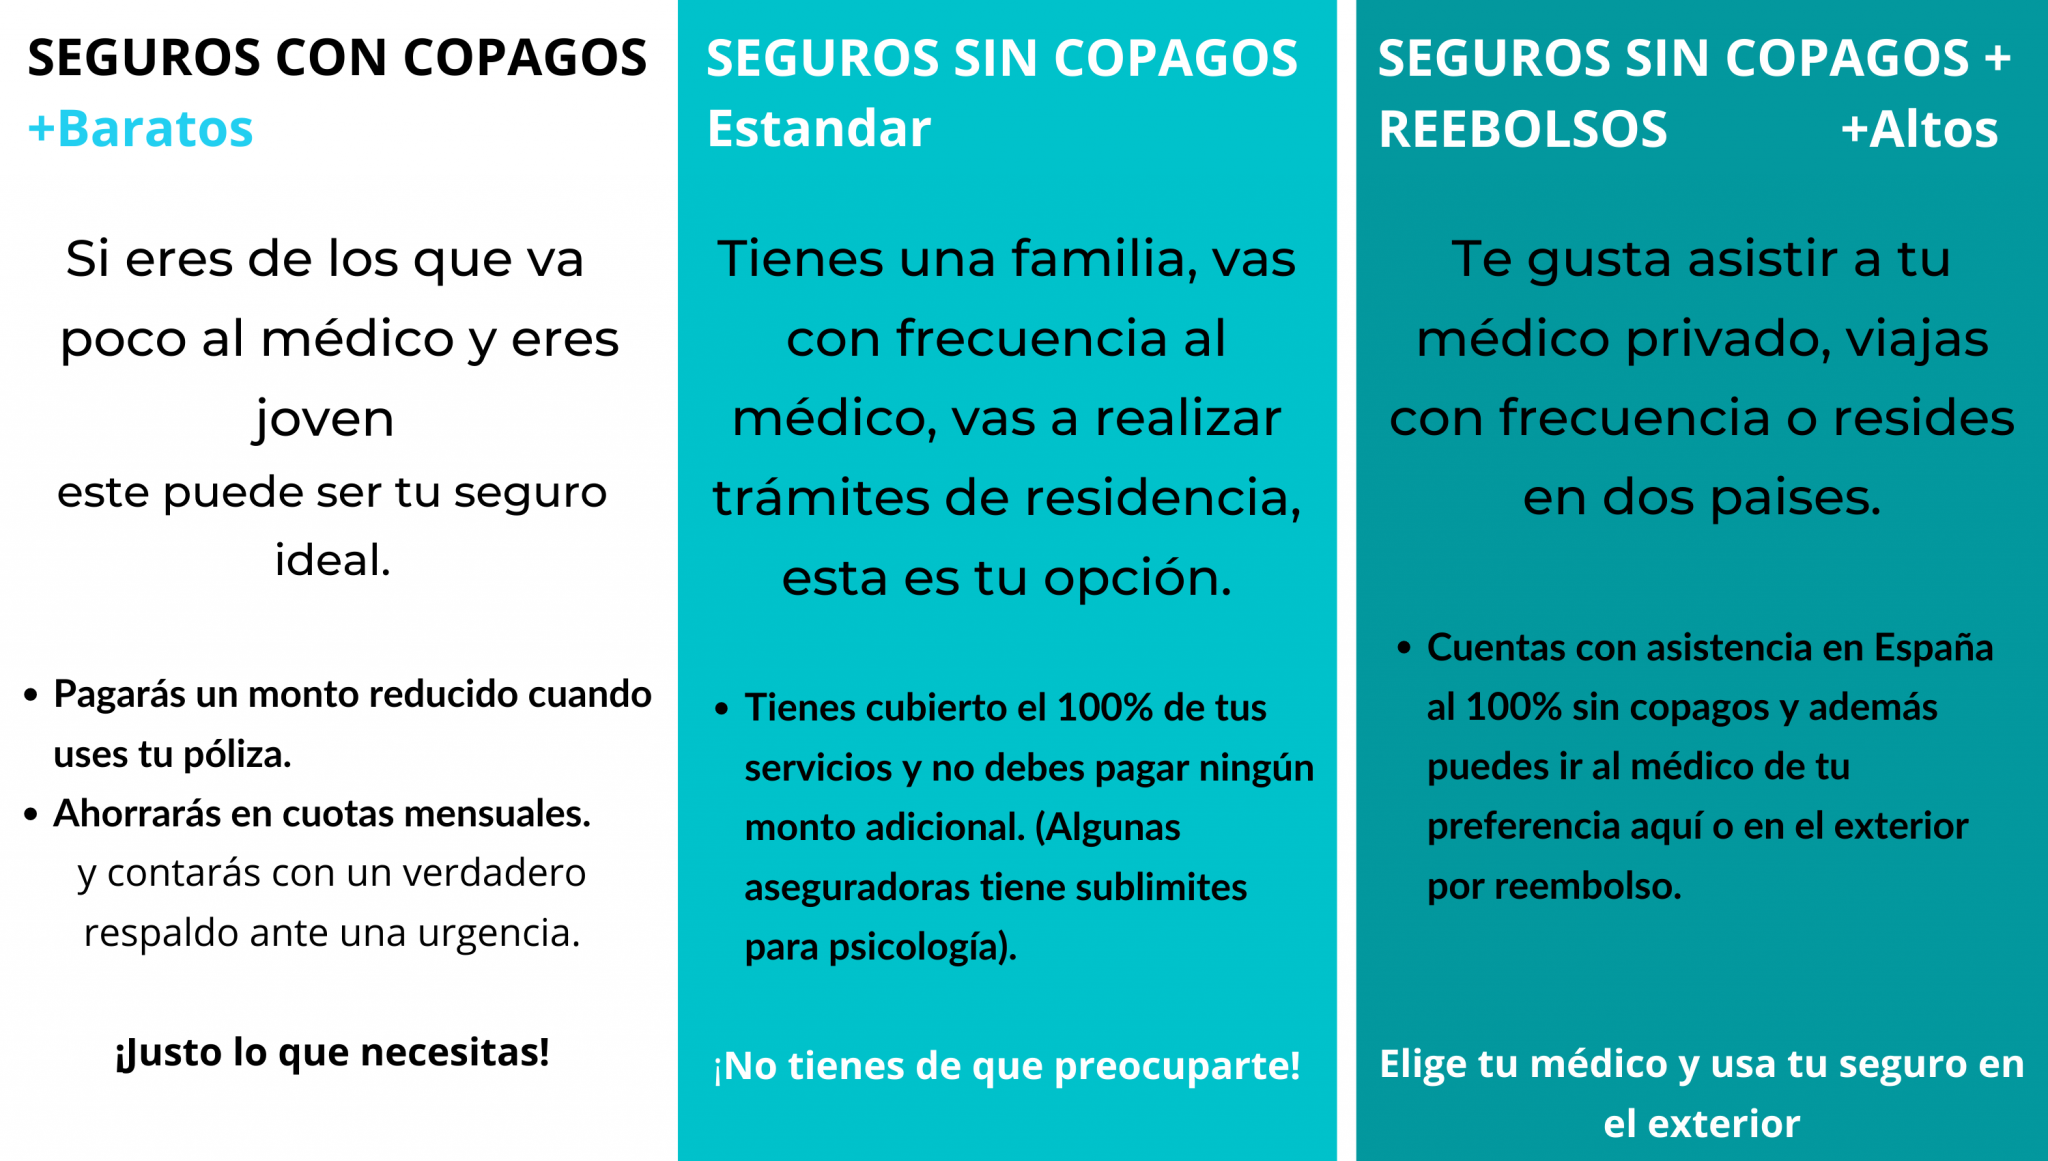 SEGUROS CON COPAGOS
+Baratos
Si eres de los que va
poco al médico y eres
joven
este puede ser tu seguro
ideal.
• Pagarás un monto reducido cuando
uses tu póliza.
• Ahorrarás en cuotas mensuales.
y contarás con un verdadero
respaldo ante una urgencia.
¡Justo lo que necesitas!
SEGUROS SIN COPAGOS
Estandar
Tienes una familia, vas
con frecuencia al
médico, vas a realizar
trámites de residencia,
esta es tu opción.
• Tienes cubierto el 100% de tus
servicios y no debes pagar ningún
monto adicional. (Algunas
aseguradoras tiene sublimites
para psicología).
¡No tienes de que preocuparte!
SEGUROS SIN COPAGOS +
REEBOLSOS +Altos
Te gusta asistir a tu
médico privado, viajas
con frecuencia o resides
en dos paises.
• Cuentas con asistencia en España
al 100% sin copagos y además
puedes ir al médico de tu
preferencia aquí o en el exterior
por reembolso.
Elige tu médico y usa tu seguro en
el exterior